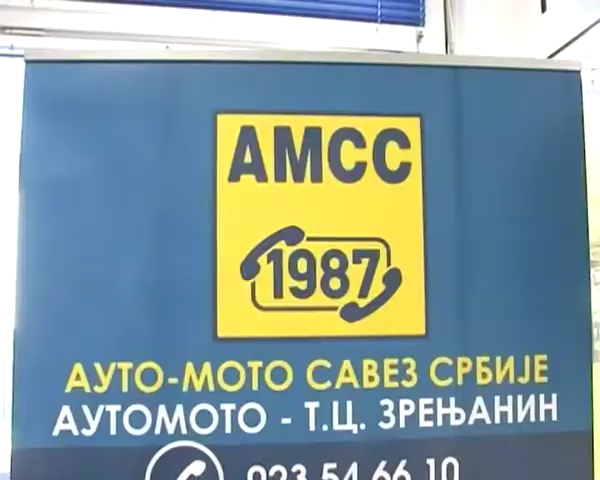 АМСС
1987
АУТО-МОТО САВЕЗ СРБИЈЕ
АУТОМОТО - Т.Ц. ЗРЕЊАНИН
023 54 66 10